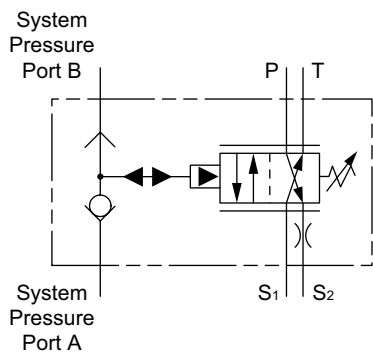 System
Pressure
Port B
P T
S1 S2
System
Pressure
Port A